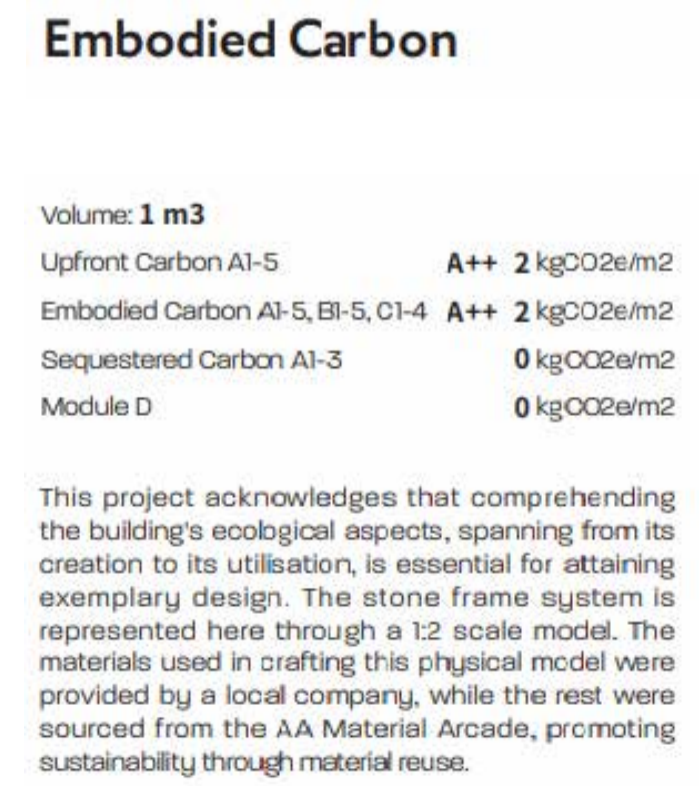 Embodied Carbon
Volume: 1 m3
Upfront Carbon A1-5 A++ 2 kgCO2e/m2
Embodied Carbon A1-5, B1-5, C1-4 A++ 2 kgCO2e/m2
Sequestered Carbon A1-3 0 kgCO2e/m2
Module D 0 kgCO2e/m2
This project acknowledges that comprehending
the building's ecological aspects, spanning from its
creation to its utilisation, is essential for attaining
exemplary design. The stone frame system is
represented here through a 1:2 scale model. The
materials used in crafting this physical model were
provided by a local company, while the rest were
sourced from the AA Material Arcade, promoting
sustainability through material reuse.